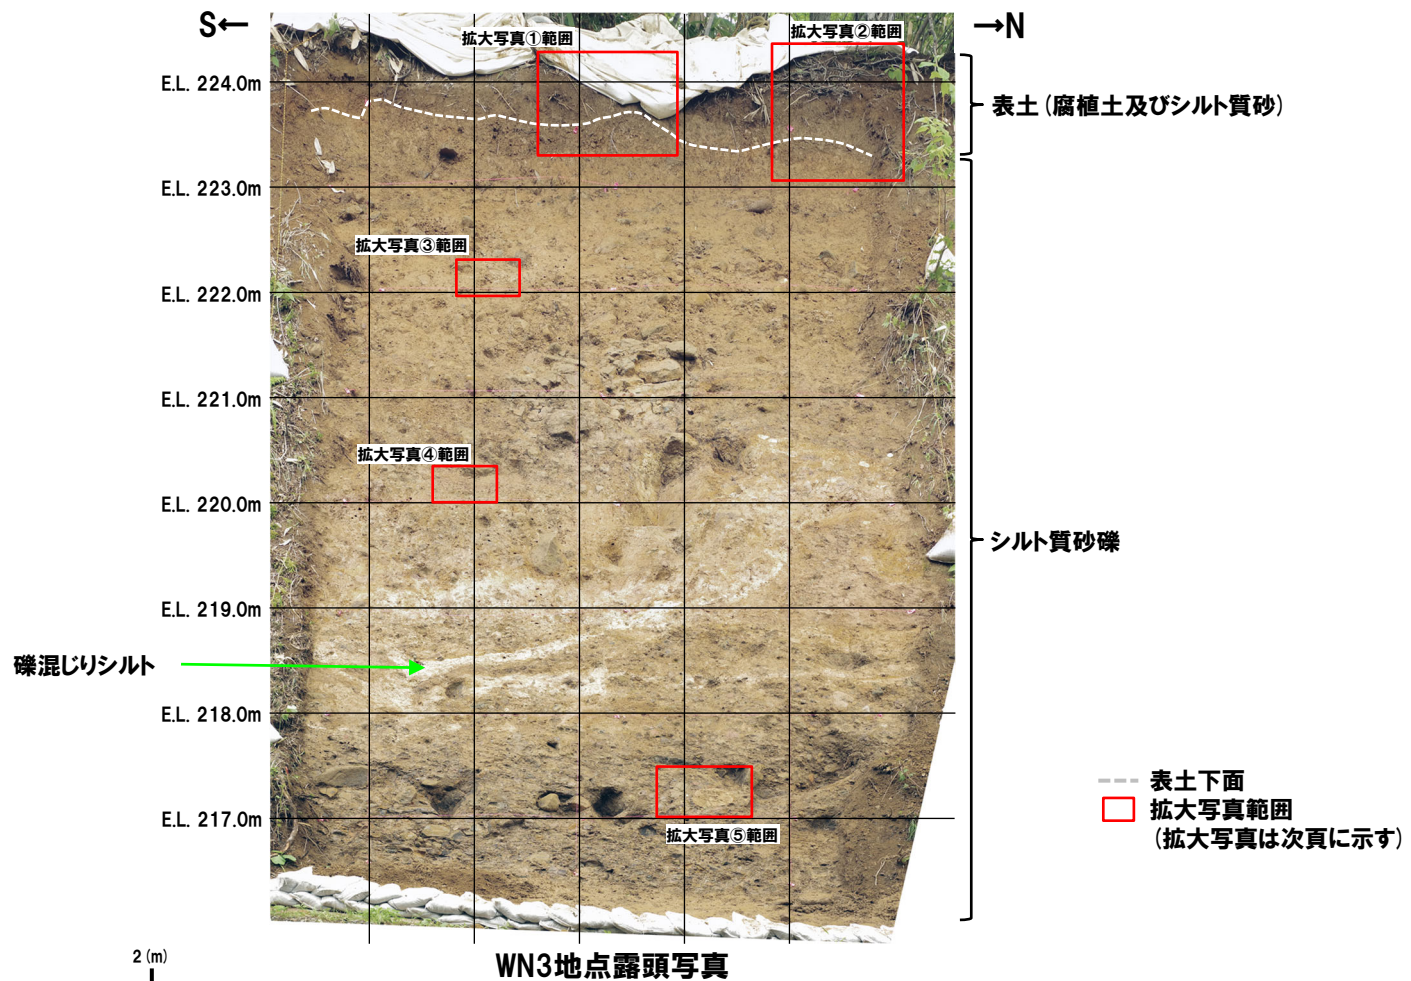 S←
→N
拡大写真①範囲
拡大写真②範囲
E.L. 224.0m
表土(腐植土及びシルト質砂)
E.L. 223.0m
拡大写真③範囲
E.L. 222.0m
E.L. 221.0m
拡大写真④範囲
E.L. 220.0m
シルト質砂礫
E.L. 219.0m
礫混じりシルト
E.L. 218.0m
表土下面
拡大写真範囲
(拡大写真は次頁に示す)
E.L. 217.0m
拡大写真⑤範囲
2 (m)
WN3地点露頭写真